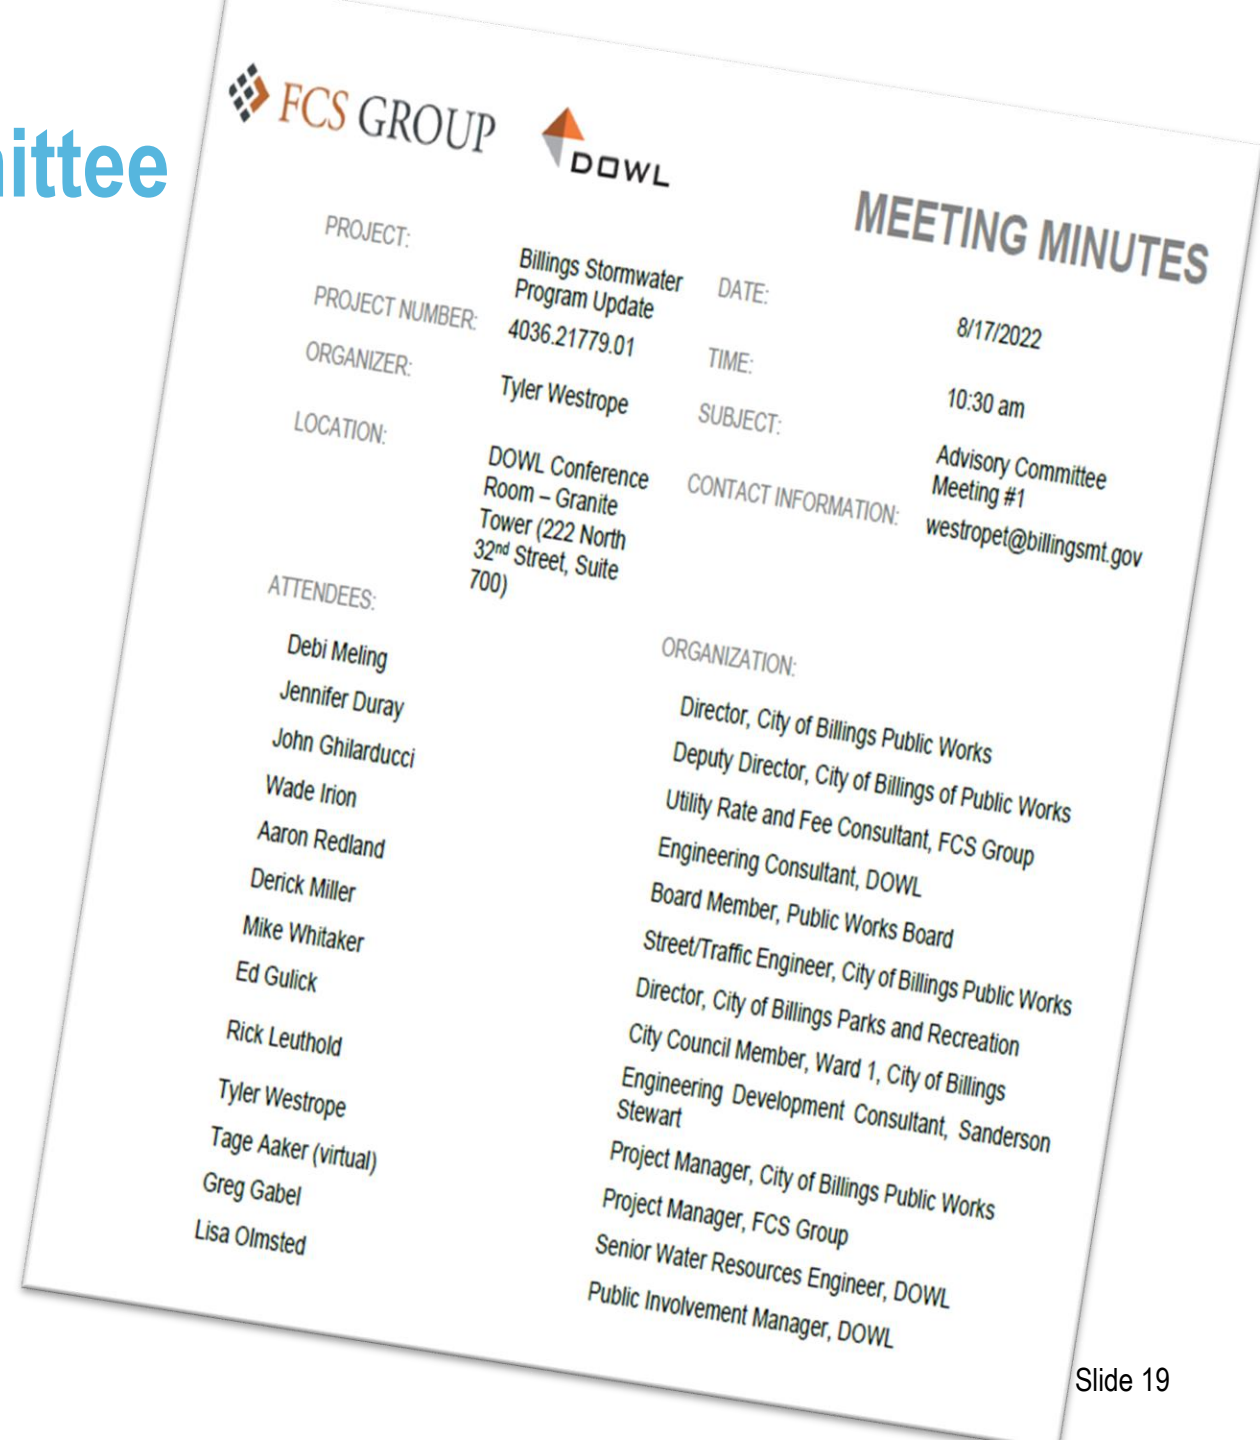 ittee
FCS GROUP
DOWL
MEETING MINUTES
PROJECT:
Billings Stormwater
Program Update
DATE:
8/17/2022
PROJECT NUMBER:
4036.21779.01
TIME:
10:30 am
ORGANIZER:
Tyler Westrope
SUBJECT:
Advisory Committee
Meeting #1
LOCATION:
DOWL Conference
Room – Granite
Tower (222 North
32nd Street, Suite
700)
CONTACT INFORMATION:
westropet@billingsmt.gov
ATTENDEES:
ORGANIZATION:
Debi Meling
Director, City of Billings Public Works
Jennifer Duray
Deputy Director, City of Billings of Public Works
John Ghilarducci
Utility Rate and Fee Consultant, FCS Group
Wade Irion
Engineering Consultant, DOWL
Aaron Redland
Board Member, Public Works Board
Derick Miller
Street/Traffic Engineer, City of Billings Public Works
Mike Whitaker
Director, City of Billings Parks and Recreation
Ed Gulick
City Council Member, Ward 1, City of Billings
Rick Leuthold
Engineering Development Consultant, Sanderson
Stewart
Tyler Westrope
Project Manager, City of Billings Public Works
Tage Aaker (virtual)
Project Manager, FCS Group
Greg Gabel
Senior Water Resources Engineer, DOWL
Lisa Olmsted
Public Involvement Manager, DOWL
Slide 19